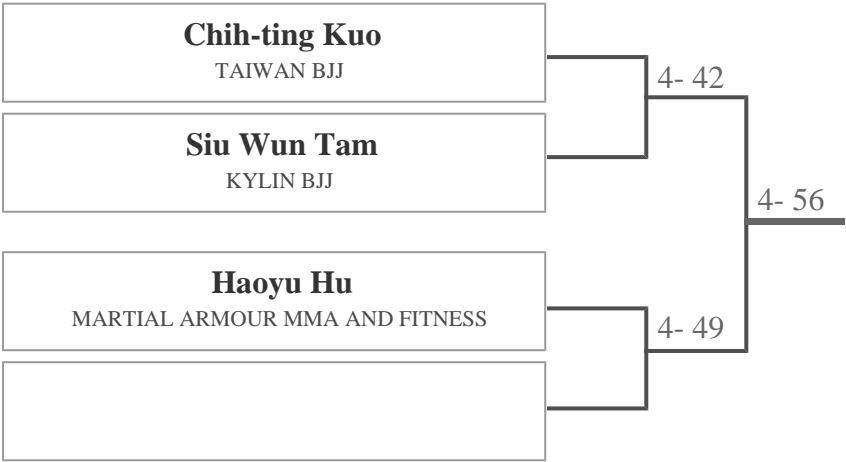 Chih-ting Kuo
TAIWAN BJJ
4- 42
Siu Wun Tam
KYLIN BJJ
4- 56
Haoyu Hu
MARTIAL ARMOUR MMA AND FITNESS
4- 49